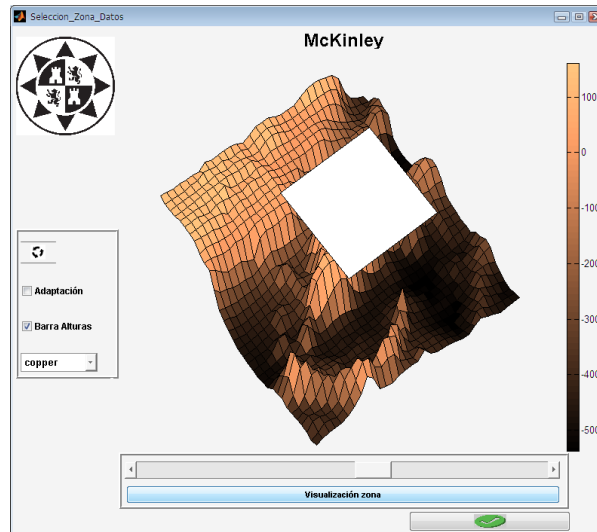 Seleccion_Zona_Datos
McKinley
100
0
-100
-200
-300
-400
-500
Adaptación
Barra Alturas
copper
Visualización zona